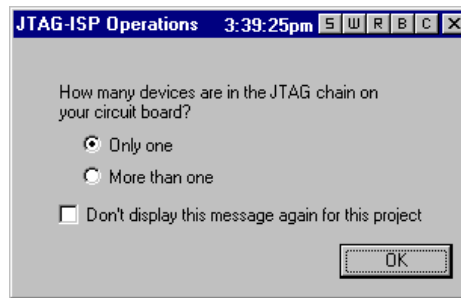 JTAG-ISP Operations 3:39:25pm S W R B C X
How many devices are in the JTAG chain on
your circuit board?
Only one
More than one
Don't display this message again for this project
OK